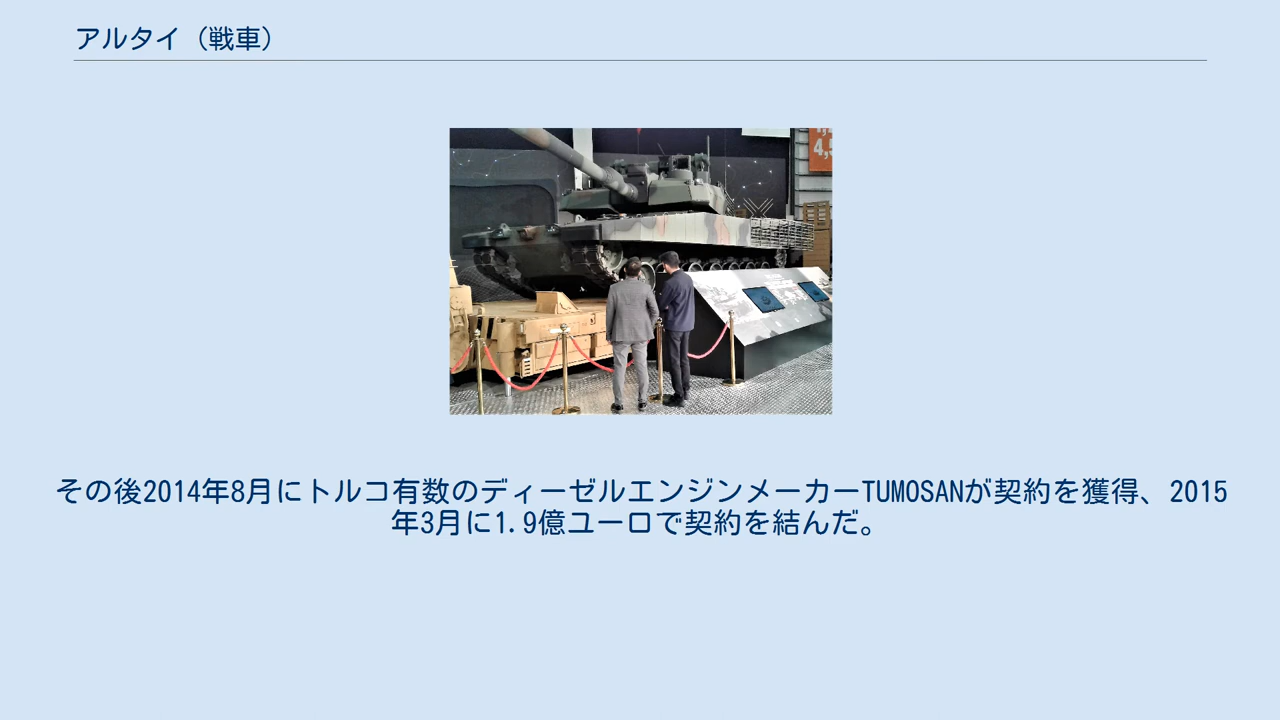 アルタイ（戦車）
その後2014年8月にトルコ有数のディーゼルエンジンメーカーTUMOSANが契約を獲得、2015
年3月に1.9億ユーロで契約を結んだ。